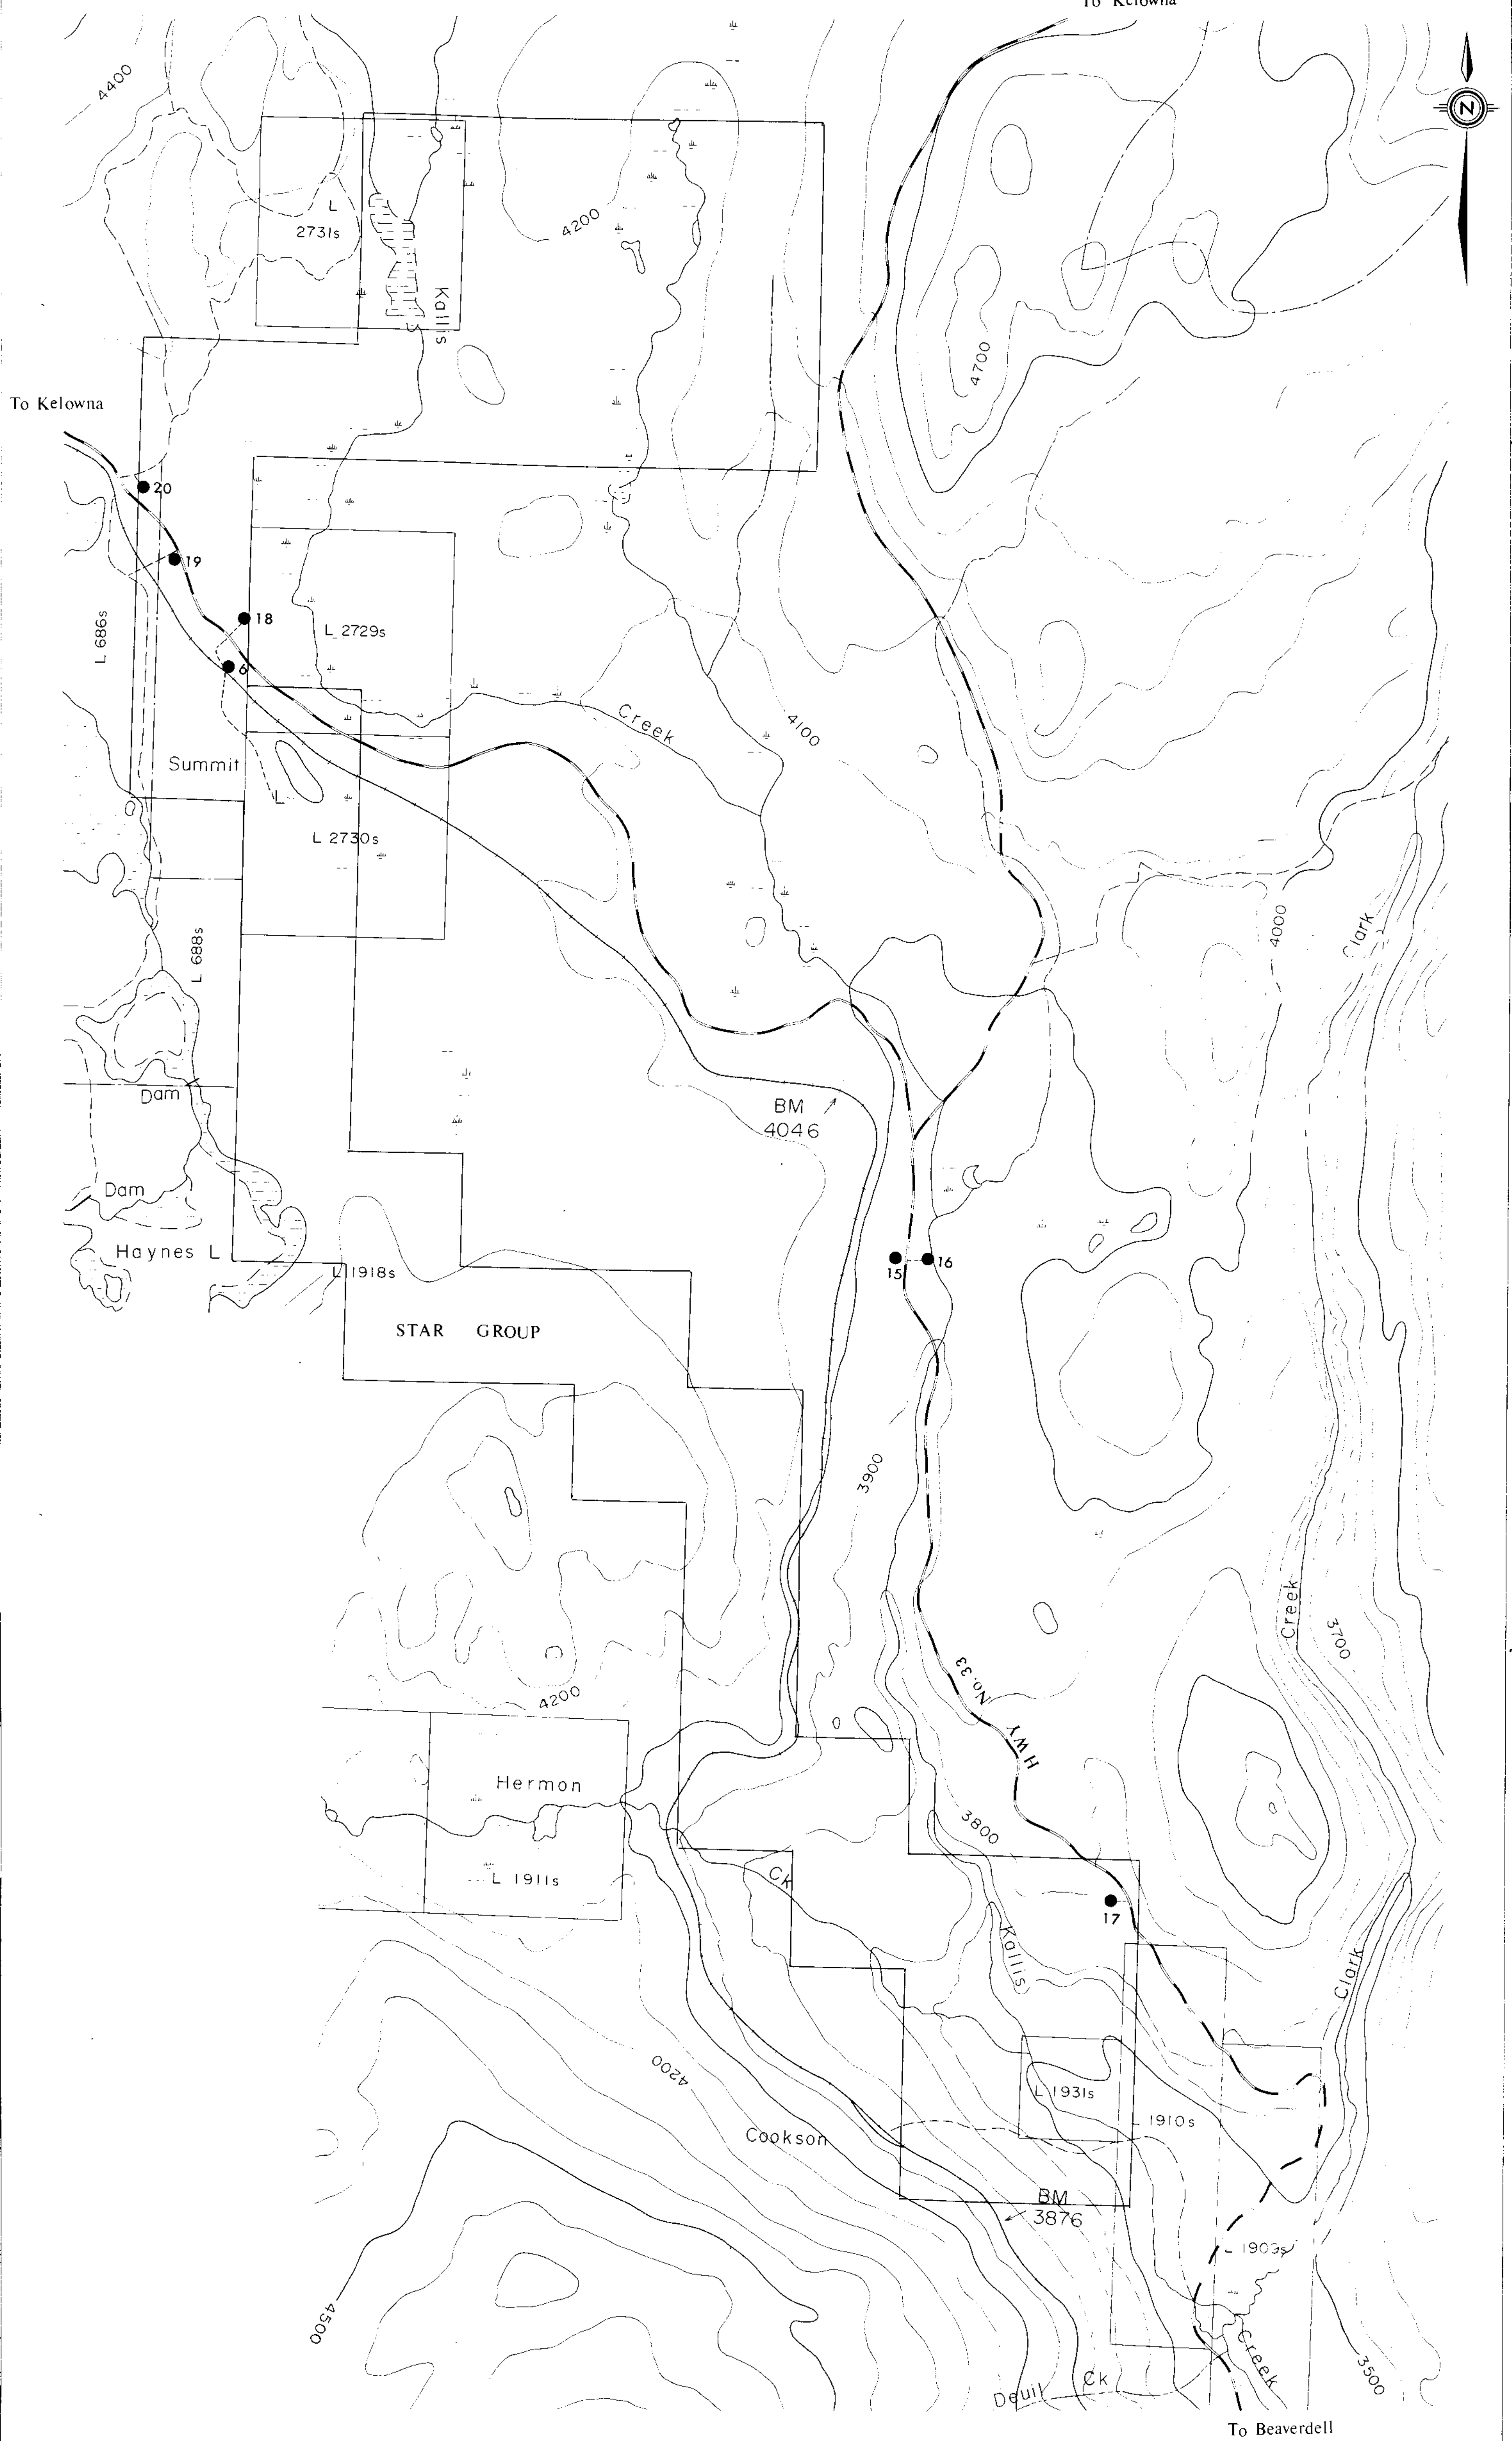 To Kelowna
N
4400
L
2731s
4200
Kallis
4700
To Kelowna
20
19
18
6
L 686s
L 2729s
Creek
4100
Summit
L
L 2730s
4000
Clark
L 688s
Dam
BM
4046
Dam
Haynes L
L 1918s
15
16
STAR GROUP
3900
Creek
3700
No.33
HWY
4200
Hermon
3800
Ck
L 1911s
17
Kallis
Clark
4200
L 1931s
L 1910s
Cookson
BM
3876
L 1909s
4500
Creek
3500
Ck
To Beaverdell